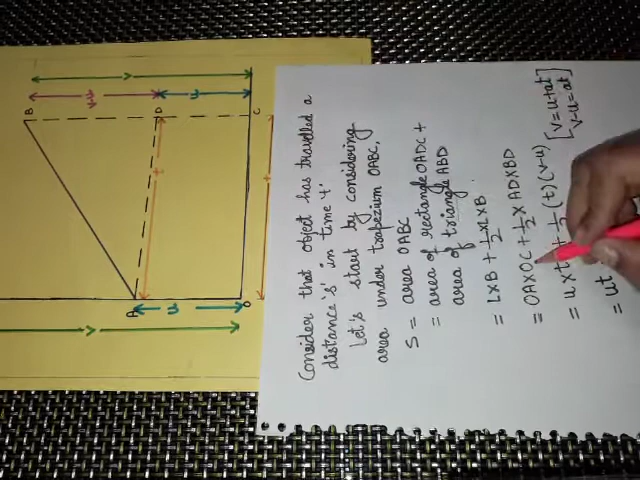 Consider that object has travelled a
distance 's' in time 't'
Let's start by considering
area under trapezium OABC,
S = area OABC
= area of rectangle OADC +
area of triangle ABD
= L×B + 1/2 ×L×B
= OA×OC + 1/2 × AD×BD
= u×t + 1/2 (t) (v-u) [v=u+at
v-u=at]
= ut
B
D
C
A
O
v
u
t
t
u
v